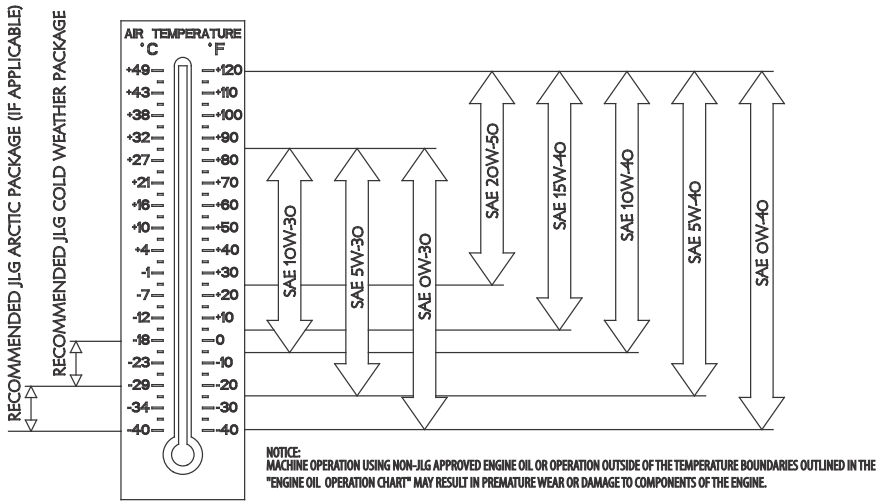 RECOMMENDED JLG ARCTIC PACKAGE (IF APPLICABLE)
RECOMMENDED JLG COLD WEATHER PACKAGE
AIR TEMPERATURE
°C °F
+49 +120
+43 +110
+38 +100
+32 +90
+27 +80
+21 +70
+16 +60
+10 +50
+4 +40
-1 +30
-7 +20
-12 +10
-18 0
-23 -10
-29 -20
-34 -30
-40 -40
SAE 10W-30
SAE 5W-30
SAE 0W-30
SAE 20W-50
SAE 15W-40
SAE 10W-40
SAE 5W-40
SAE 0W-40
NOTICE:
MACHINE OPERATION USING NON-JLG APPROVED ENGINE OIL OR OPERATION OUTSIDE OF THE TEMPERATURE BOUNDARIES OUTLINED IN THE
"ENGINE OIL OPERATION CHART" MAY RESULT IN PREMATURE WEAR OR DAMAGE TO COMPONENTS OF THE ENGINE.